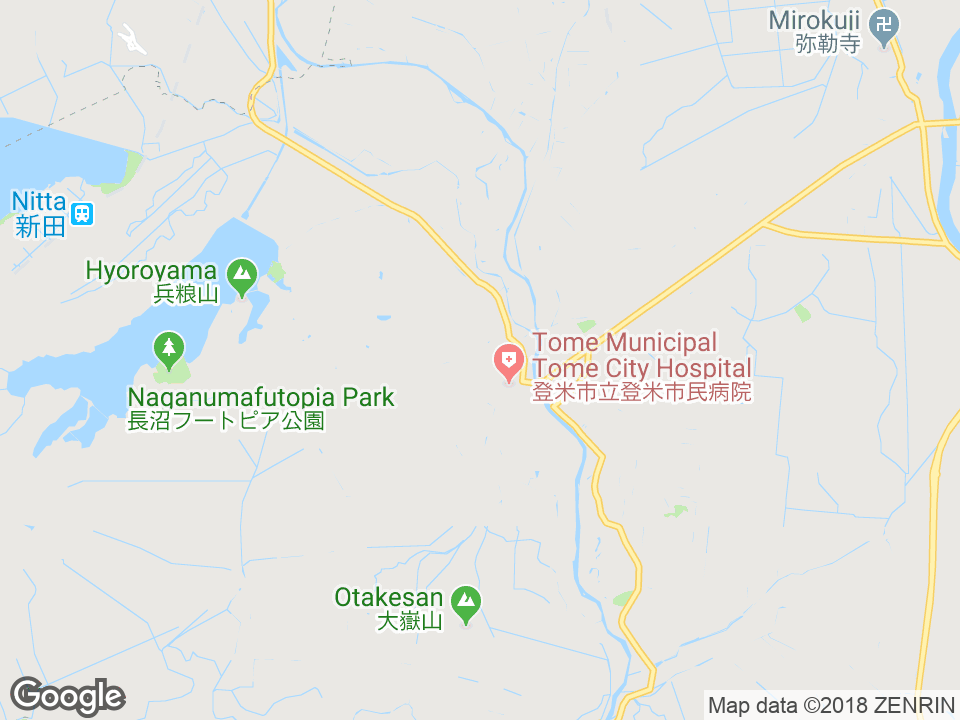 Mirokuji
弥勒寺
Nitta
新田
Hyoroyama
兵粮山
Tome Municipal
Tome City Hospital
登米市立登米市民病院
Naganumafutopia Park
長沼フートピア公園
Otakesan
大嶽山
Google
Map data ©2018 ZENRIN